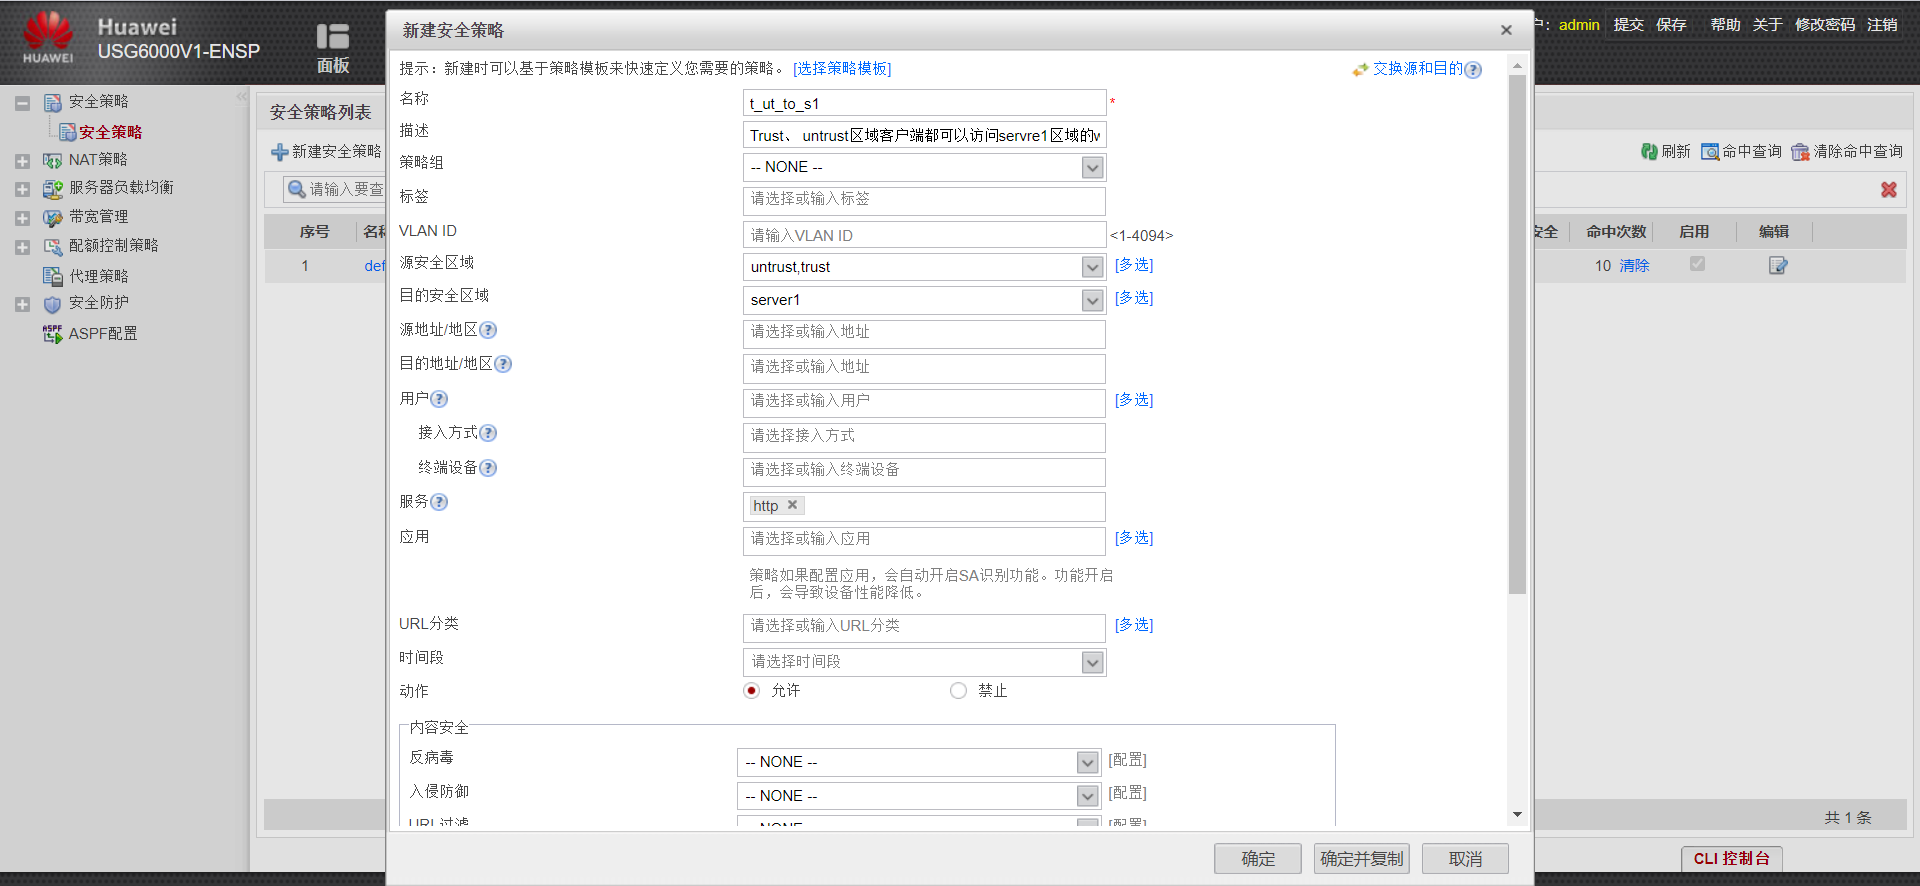 HUAWEI
Huawei
USG6000V1-ENSP
面板
户：admin 提交 保存 帮助 关于 修改密码 注销
安全策略
安全策略
NAT策略
服务器负载均衡
带宽管理
配额控制策略
代理策略
安全防护
ASPF配置
安全策略列表
新建安全策略
请输入要查
序号 名称
1 def
刷新 命中查询 清除命中查询
安全 命中次数 启用 编辑
10 清除
共 1 条
CLI 控制台
新建安全策略
提示：新建时可以基于策略模板来快速定义您需要的策略。 [选择策略模板]
交换源和目的
名称 t_ut_to_s1 *
描述 Trust、 untrust区域客户端都可以访问servre1区域的w
策略组 -- NONE --
标签 请选择或输入标签
VLAN ID 请输入VLAN ID <1-4094>
源安全区域 untrust,trust [多选]
目的安全区域 server1 [多选]
源地址/地区 请选择或输入地址
目的地址/地区 请选择或输入地址
用户 请选择或输入用户 [多选]
接入方式 请选择接入方式
终端设备 请选择或输入终端设备
服务 http
应用 请选择或输入应用 [多选]
策略如果配置应用，会自动开启SA识别功能。功能开启
后，会导致设备性能降低。
URL分类 请选择或输入URL分类 [多选]
时间段 请选择时间段
动作 允许 禁止
内容安全
反病毒 -- NONE -- [配置]
入侵防御 -- NONE -- [配置]
URL过滤 -- NONE -- [配置]
确定 确定并复制 取消